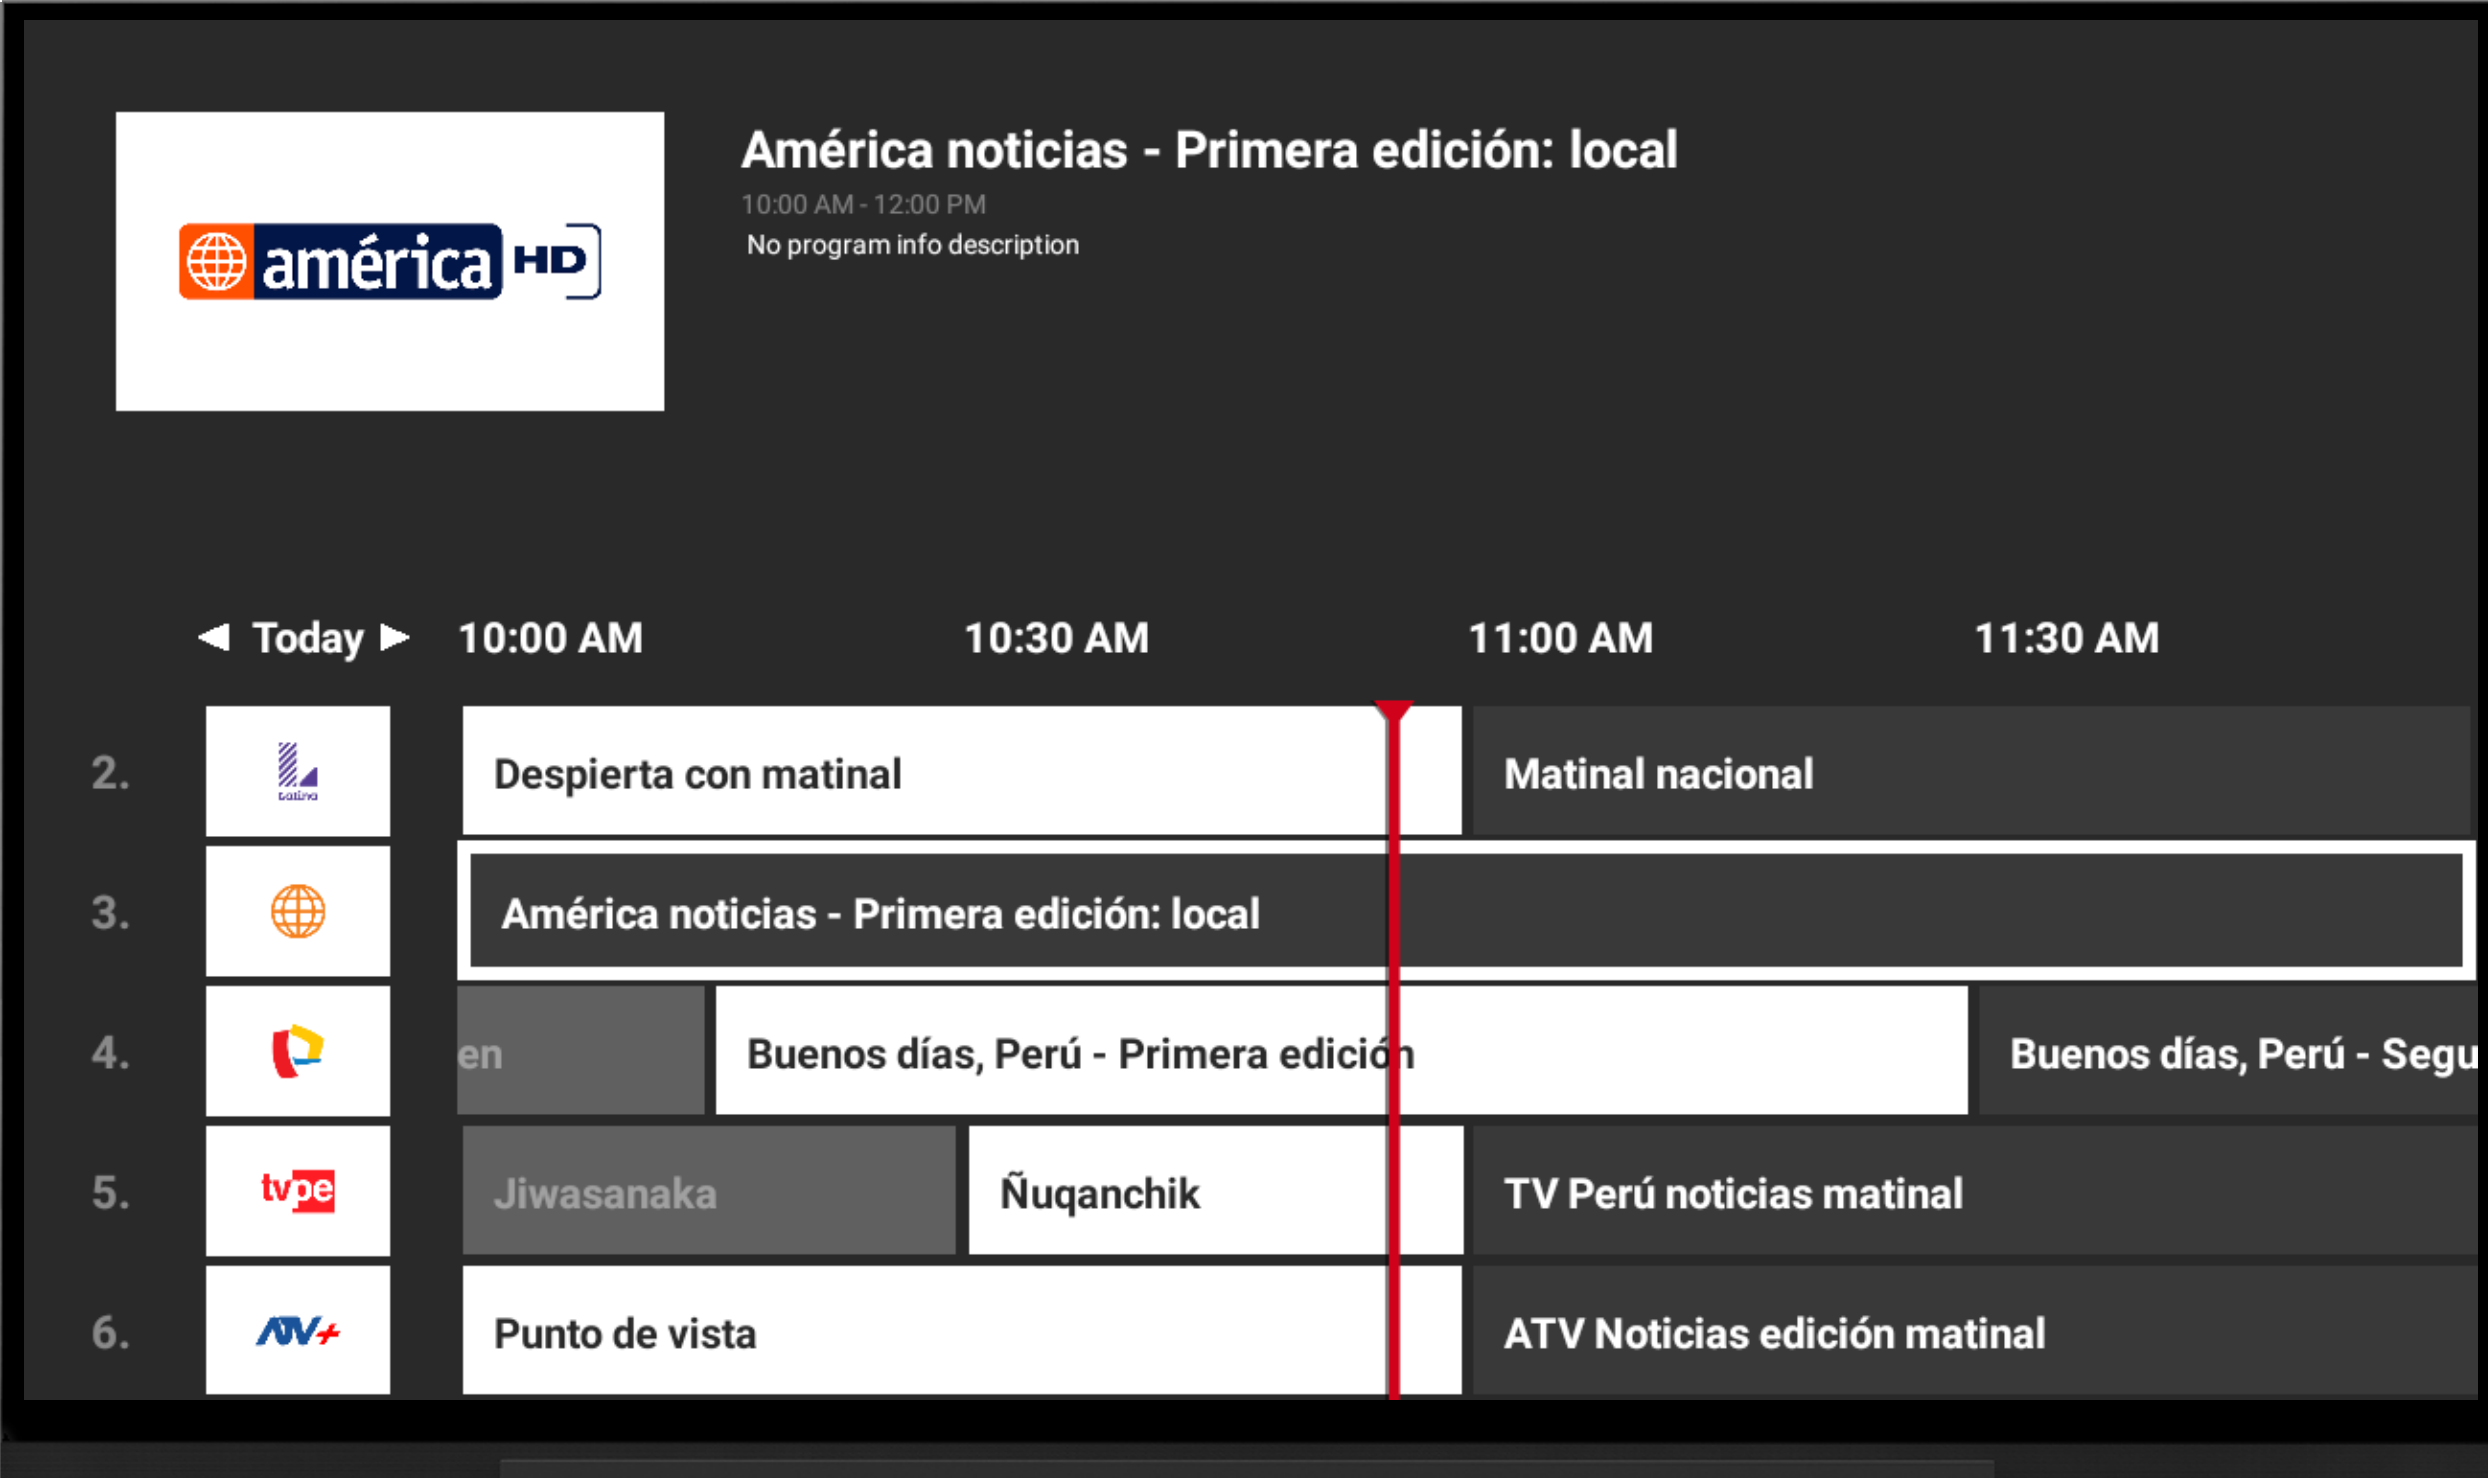 américa HD
América noticias - Primera edición: local
10:00 AM - 12:00 PM
No program info description
◀ Today ▶ 10:00 AM 10:30 AM 11:00 AM 11:30 AM
2. Latina Despierta con matinal Matinal nacional
3. América noticias - Primera edición: local
4. en Buenos días, Perú - Primera edición Buenos días, Perú - Segu
5. tvpe Jiwasanaka Ñuqanchik TV Perú noticias matinal
6. ATV+ Punto de vista ATV Noticias edición matinal